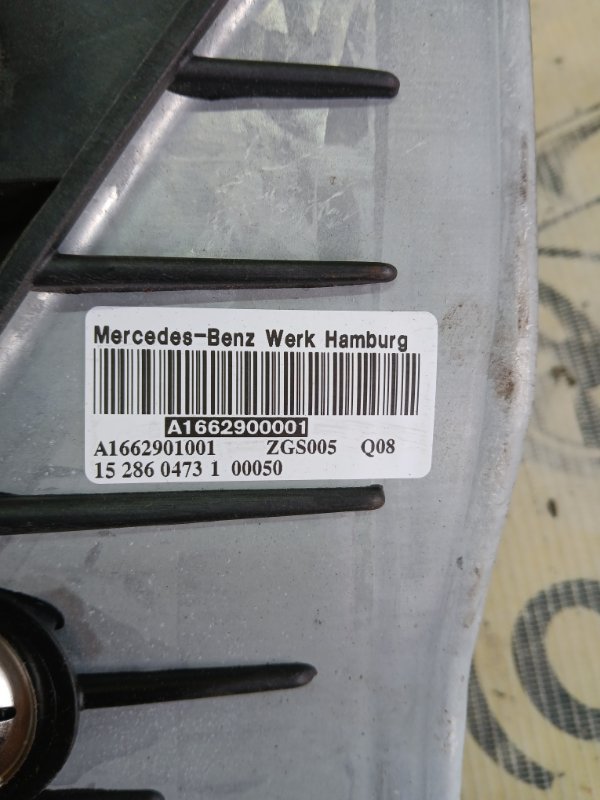 Mercedes-Benz Werk Hamburg
A1662900001
A1662901001 ZGS005 Q08
15 286 0473 1 00050